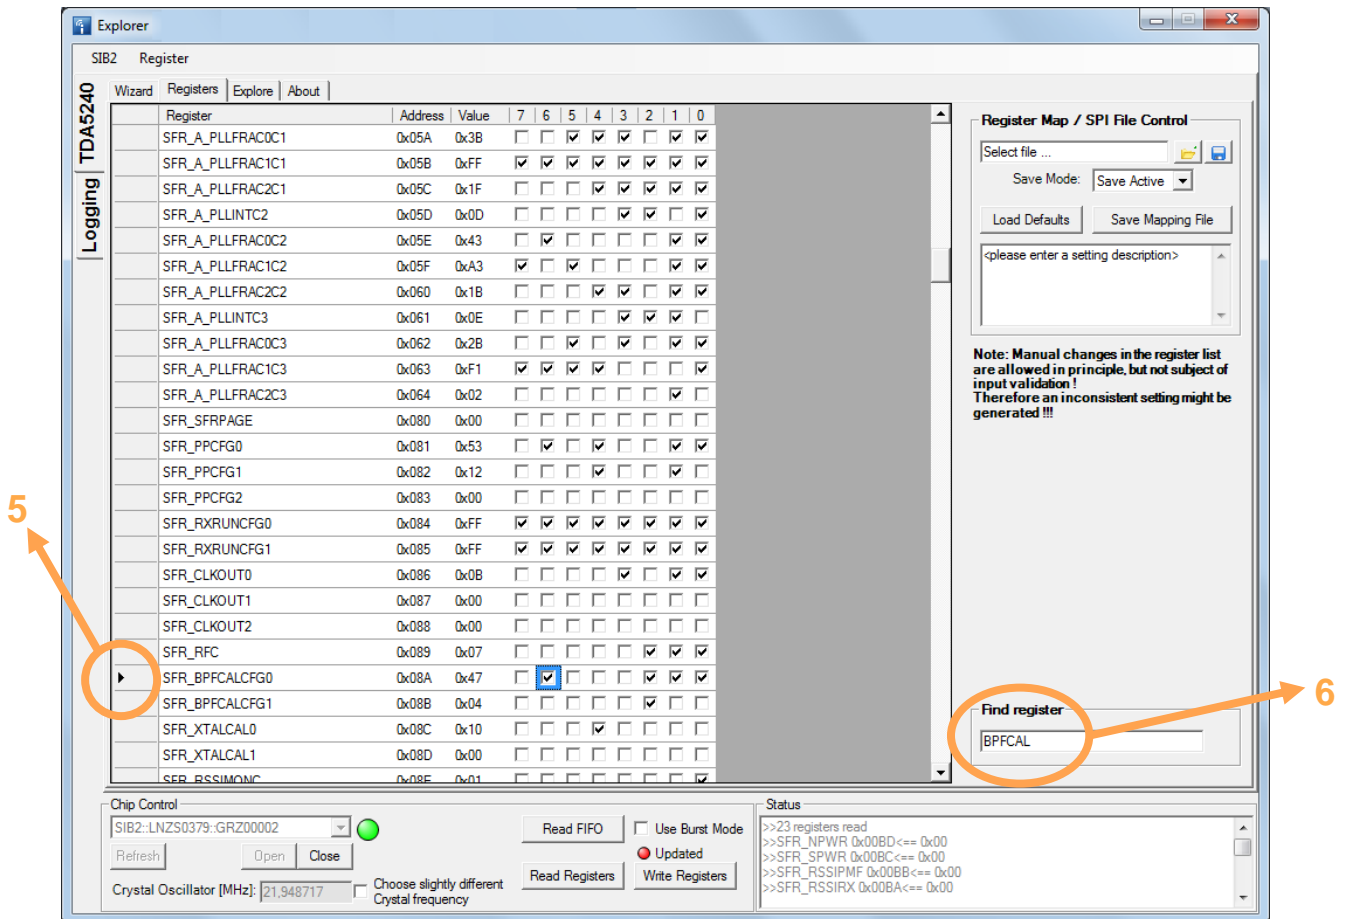 Explorer
SIB2 Register
TDA5240
Logging
Wizard Registers Explore About
Register Address Value 7 6 5 4 3 2 1 0
SFR_A_PLLFRAC0C1 0x05A 0x3B
SFR_A_PLLFRAC1C1 0x05B 0xFF
SFR_A_PLLFRAC2C1 0x05C 0x1F
SFR_A_PLLINTC2 0x05D 0x0D
SFR_A_PLLFRAC0C2 0x05E 0x43
SFR_A_PLLFRAC1C2 0x05F 0xA3
SFR_A_PLLFRAC2C2 0x060 0x1B
SFR_A_PLLINTC3 0x061 0x0E
SFR_A_PLLFRAC0C3 0x062 0x2B
SFR_A_PLLFRAC1C3 0x063 0xF1
SFR_A_PLLFRAC2C3 0x064 0x02
SFR_SFRPAGE 0x080 0x00
SFR_PPCFG0 0x081 0x53
SFR_PPCFG1 0x082 0x12
SFR_PPCFG2 0x083 0x00
SFR_RXRUNCFG0 0x084 0xFF
SFR_RXRUNCFG1 0x085 0xFF
SFR_CLKOUT0 0x086 0x0B
SFR_CLKOUT1 0x087 0x00
SFR_CLKOUT2 0x088 0x00
SFR_RFC 0x089 0x07
SFR_BPFCALCFG0 0x08A 0x47
SFR_BPFCALCFG1 0x08B 0x04
SFR_XTALCAL0 0x08C 0x10
SFR_XTALCAL1 0x08D 0x00
SFR_RSSIMONC 0x08E 0x01
5
Register Map / SPI File Control
Select file ...
Save Mode: Save Active
Load Defaults Save Mapping File
<please enter a setting description>
Note: Manual changes in the register list
are allowed in principle, but not subject of
input validation !
Therefore an inconsistent setting might be
generated !!!
Find register
BPFCAL
6
Chip Control
SIB2::LNZS0379::GRZ00002
Refresh Open Close
Crystal Oscillator [MHz]: 21,948717
Choose slightly different
Crystal frequency
Read FIFO Use Burst Mode
Updated
Read Registers Write Registers
Status
>>23 registers read
>>SFR_NPWR 0x00BD<== 0x00
>>SFR_SPWR 0x00BC<== 0x00
>>SFR_RSSIPMF 0x00BB<== 0x00
>>SFR_RSSIRX 0x00BA<== 0x00